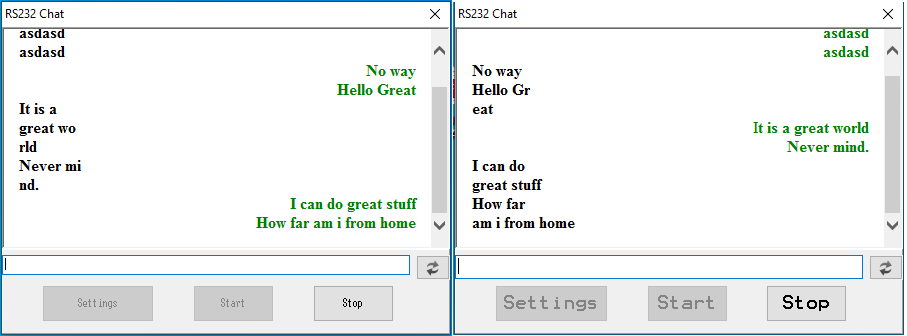 RS232 Chat
asdasd
asdasd
No way
Hello Great
It is a
great wo
rld
Never mi
nd.
I can do great stuff
How far am i from home
Settings
Start
Stop
RS232 Chat
asdasd
asdasd
No way
Hello Gr
eat
It is a great world
Never mind.
I can do
great stuff
How far
am i from home
Settings
Start
Stop